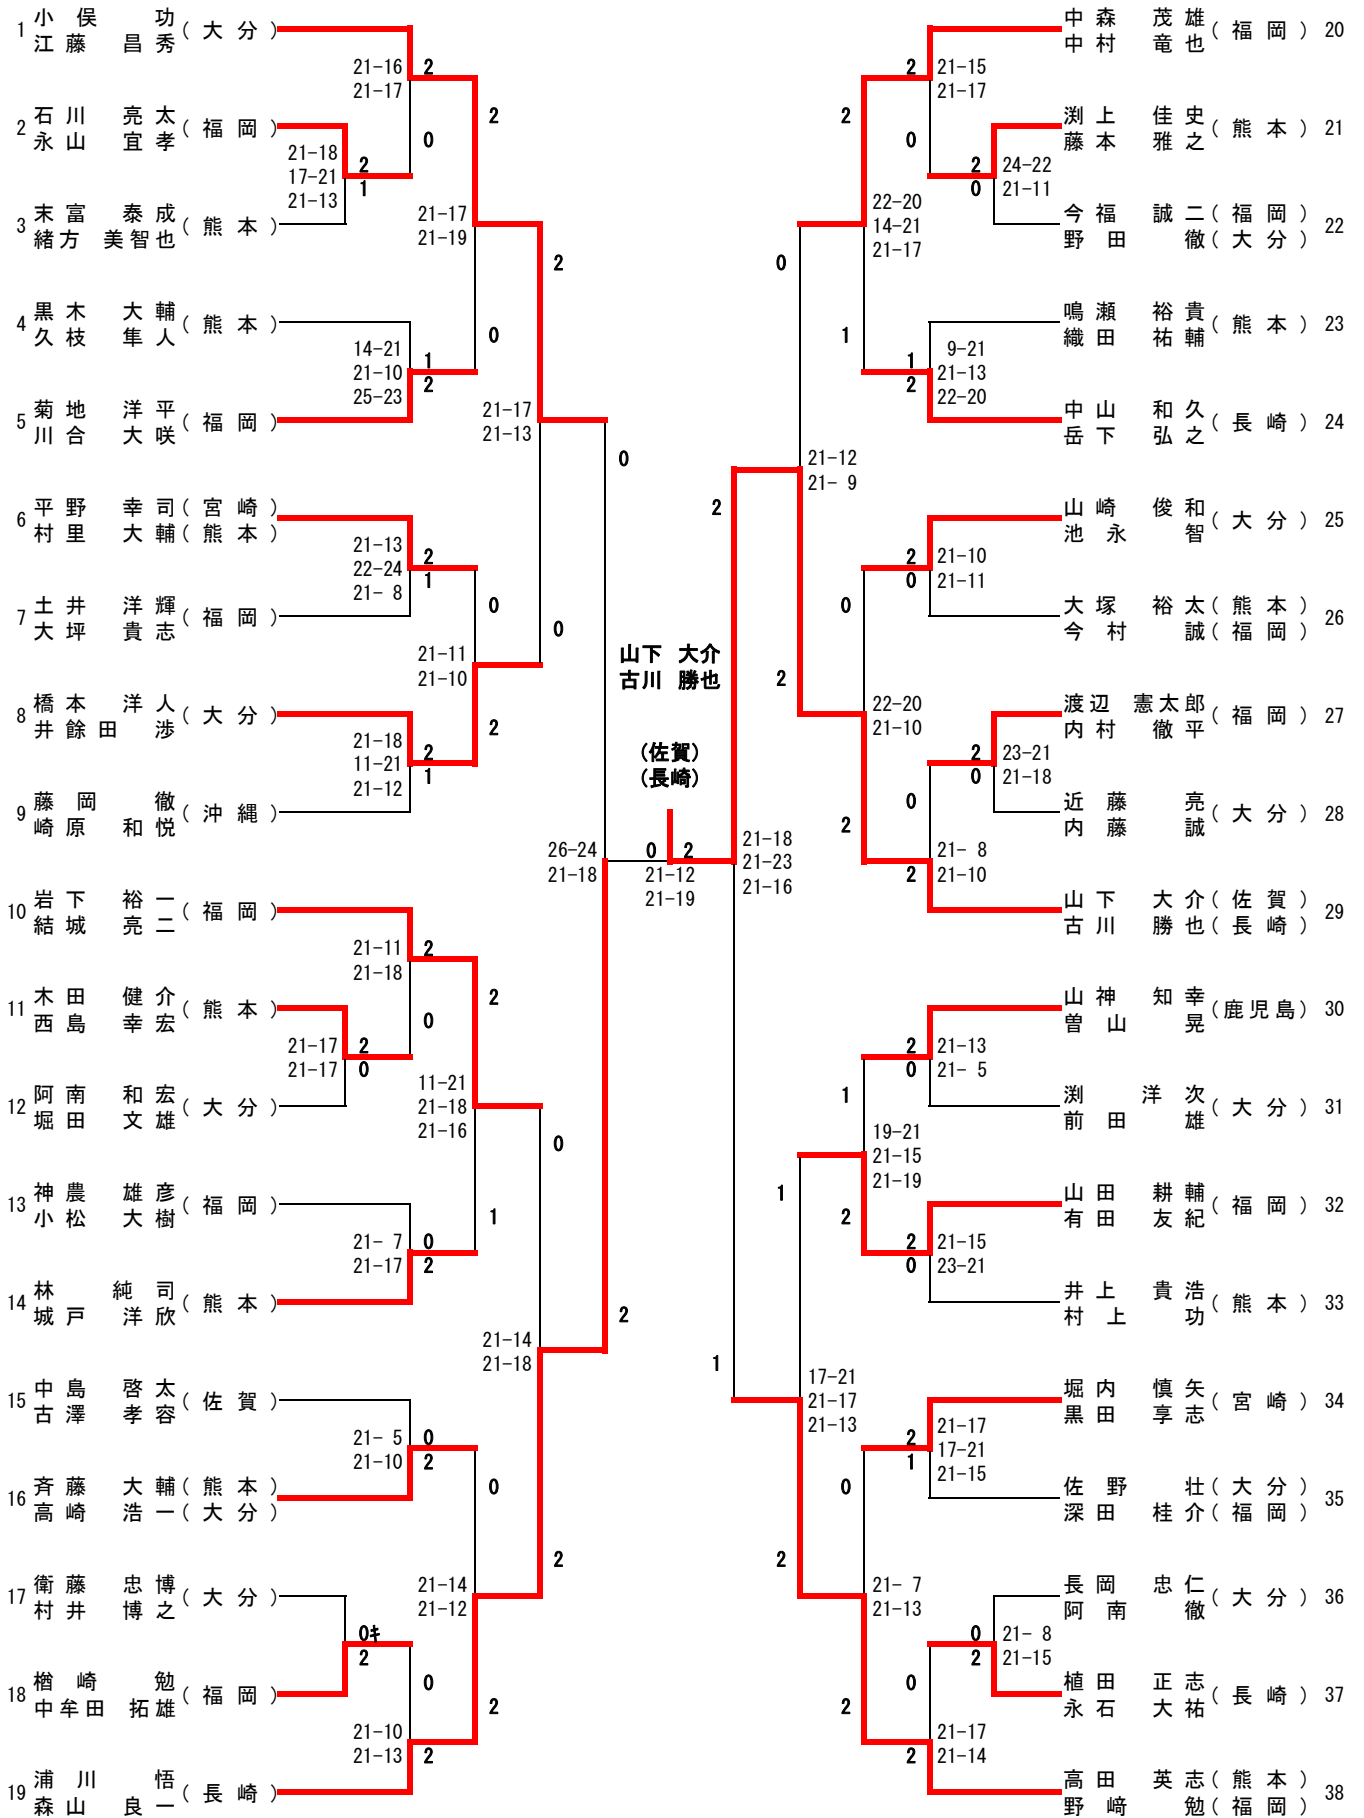 1 小俣 功 (大分)
江藤 昌秀
21-16 2
21-17
2
2 石川 亮太 (福岡)
永山 宜孝
0
21-18 2
17-21 1
21-13
3 末富 泰成 (熊本)
緒方 美智也
21-17
21-19
2
4 黒木 大輔 (熊本)
久枝 隼人
0
14-21 1
21-10 2
25-23
5 菊地 洋平 (福岡)
川合 大咲
21-17
21-13
0
6 平野 幸司 (宮崎)
村里 大輔 (熊本)
21-13 2
22-24 1
21- 8
0
7 土井 洋輝 (福岡)
大坪 貴志
0
21-11
21-10
8 橋本 洋人 (大分)
井餘田 渉
2
21-18 2
11-21 1
21-12
9 藤岡 徹 (沖縄)
崎原 和悦
26-24
21-18
10 岩下 裕一 (福岡)
結城 亮二
21-11 2
21-18
2
11 木田 健介 (熊本)
西島 幸宏
0
21-17 2
21-17 0
12 阿南 和宏 (大分)
堀田 文雄
11-21
21-18
21-16
0
13 神農 雄彦 (福岡)
小松 大樹
1
21- 7 0
21-17 2
14 林 純司 (熊本)
城戸 洋欣
2
21-14
21-18
15 中島 啓太 (佐賀)
古澤 孝容
21- 5 0
21-10 2
16 斉藤 大輔 (熊本)
高崎 浩一 (大分)
0
2
17 衛藤 忠博 (大分)
村井 博之
21-14
21-12
0キ
2
18 楢崎 勉 (福岡)
中牟田 拓雄
0
2
21-10
21-13 2
19 浦川 悟 (長崎)
森山 良一
山下 大介
古川 勝也
(佐賀)
(長崎)
0 2
21-12
21-19
中森 茂雄 (福岡) 20
中村 竜也
2 21-15
21-17
2
渕上 佳史 (熊本) 21
藤本 雅之
0
2 24-22
0 21-11
今福 誠二 (福岡) 22
野田 徹 (大分)
22-20
14-21
21-17
0
鳴瀬 裕貴 (熊本) 23
織田 祐輔
1
1 9-21
2 21-13
22-20
中山 和久 (長崎) 24
岳下 弘之
21-12
21- 9
2
山崎 俊和 (大分) 25
池永 智
2 21-10
0 21-11
0
大塚 裕太 (熊本) 26
今村 誠 (福岡)
2
22-20
21-10
渡辺 憲太郎 (福岡) 27
内村 徹平
2 23-21
0 21-18
0
近藤 亮 (大分) 28
内藤 誠
2
21-18
21-23
21-16
21- 8
2 21-10
山下 大介 (佐賀) 29
古川 勝也 (長崎)
山神 知幸 (鹿児島) 30
曽山 晃
2 21-13
0 21- 5
1
渕 洋次 (大分) 31
前田 雄
19-21
21-15
21-19
1
山田 耕輔 (福岡) 32
有田 友紀
2
2 21-15
0 23-21
井上 貴浩 (熊本) 33
村上 功
1
17-21
21-17
21-13
堀内 慎矢 (宮崎) 34
黒田 享志
2 21-17
1 17-21
21-15
0
佐野 壮 (大分) 35
深田 桂介 (福岡)
2
21- 7
21-13
長岡 忠仁 (大分) 36
阿南 徹
0 21- 8
2 21-15
0
植田 正志 (長崎) 37
永石 大祐
2
21-17
2 21-14
高田 英志 (熊本) 38
野﨑 勉 (福岡)